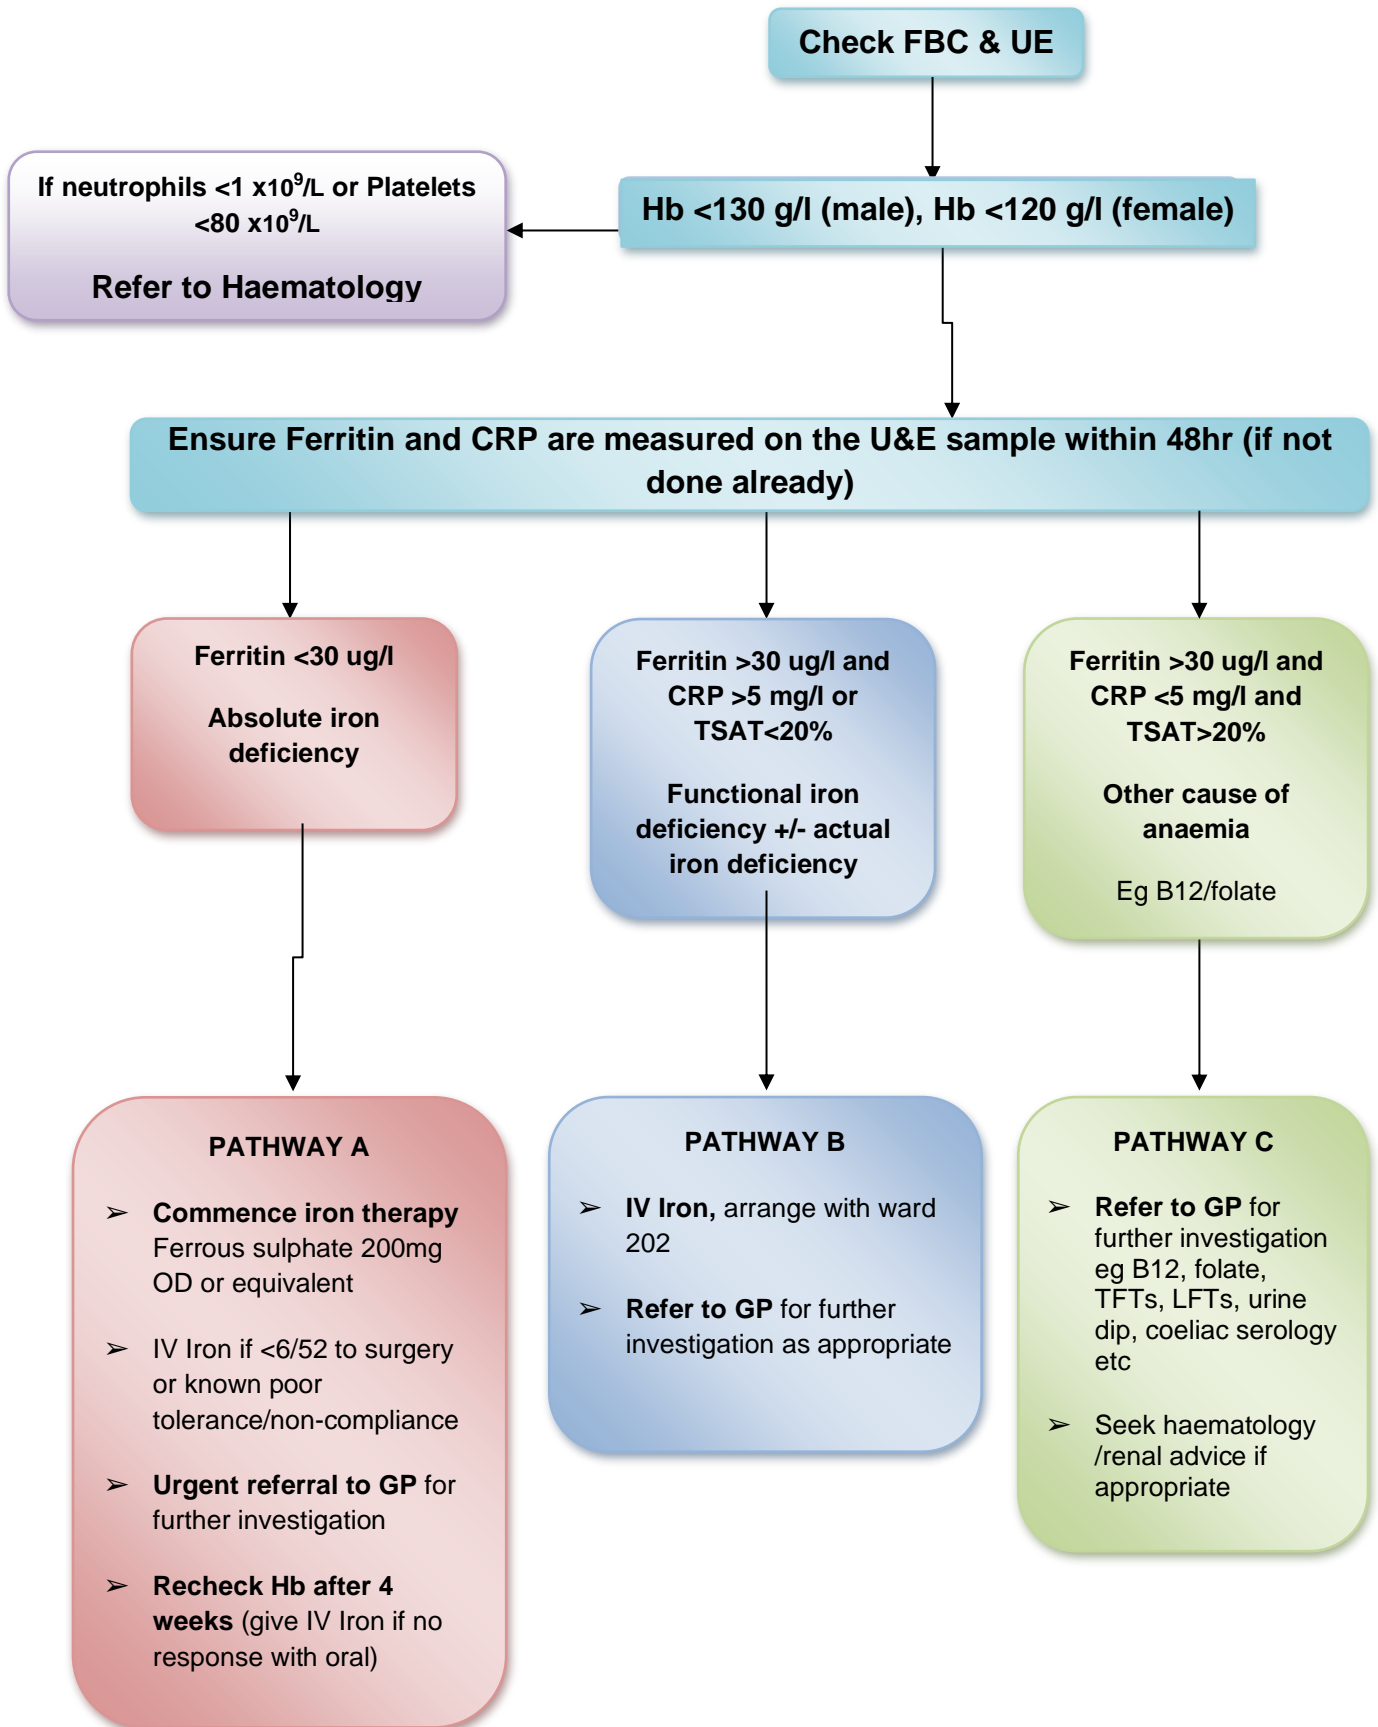 Check FBC & UE
If neutrophils <1 x10⁹/L or Platelets
<80 x10⁹/L
Refer to Haematology
Hb <130 g/l (male), Hb <120 g/l (female)
Ensure Ferritin and CRP are measured on the U&E sample within 48hr (if not
done already)
Ferritin <30 ug/l
Absolute iron
deficiency
Ferritin >30 ug/l and
CRP >5 mg/l or
TSAT<20%
Functional iron
deficiency +/- actual
iron deficiency
Ferritin >30 ug/l and
CRP <5 mg/l and
TSAT>20%
Other cause of
anaemia
Eg B12/folate
PATHWAY A
➢ Commence iron therapy
Ferrous sulphate 200mg
OD or equivalent
➢ IV Iron if <6/52 to surgery
or known poor
tolerance/non-compliance
➢ Urgent referral to GP for
further investigation
➢ Recheck Hb after 4
weeks (give IV Iron if no
response with oral)
PATHWAY B
➢ IV Iron, arrange with ward
202
➢ Refer to GP for further
investigation as appropriate
PATHWAY C
➢ Refer to GP for
further investigation
eg B12, folate,
TFTs, LFTs, urine
dip, coeliac serology
etc
➢ Seek haematology
/renal advice if
appropriate